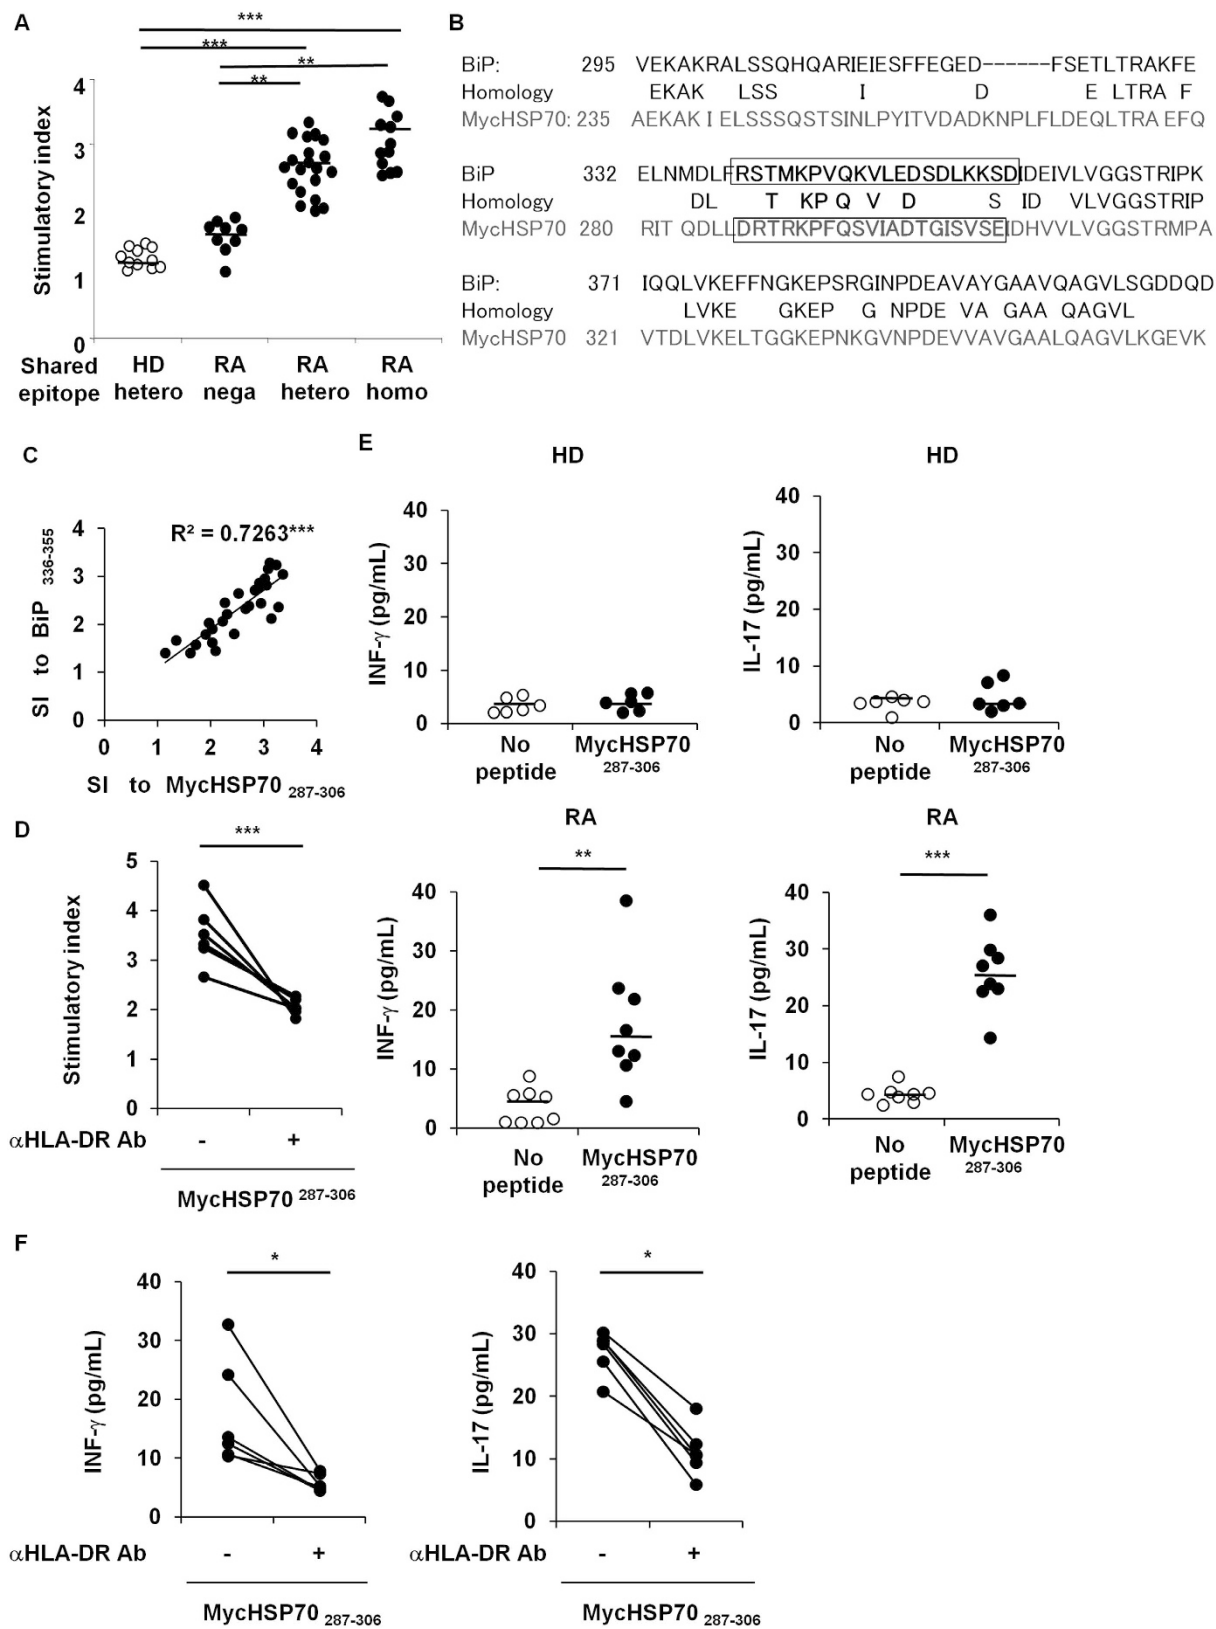 A
***
***
**
**
Stimulatory index
4
3
2
1
0
Shared epitope
HD hetero
RA nega
RA hetero
RA homo
B
BiP: 295 VEKAKRALSSQHQARIEIESFFEGED------FSETLTRAKFE
Homology EKAK LSS I D E LTRA F
MycHSP70: 235 AEKAK I ELSSSQSTSINLPYITVDADKNPLFLDEQLTRA EFQ
BiP 332 ELNMDLFRSTMKPVQKVLEDSDLKKSDIDEIVLVGGSTRIPK
Homology DL T KP Q V D S ID VLVGGSTRIP
MycHSP70 280 RIT QDLLDRTRKPFQSVIADTGISVSEIDHVVLVGGSTRMPA
BiP: 371 IQQLVKEFFNGKEPSRGINPDEAVAYGAAVQAGVLSGDDQD
Homology LVKE GKEP G NPDE VA GAA QAGVL
MycHSP70 321 VTDLVKELTGGKEPNKGVNPDEVVAVGAALQAGVLKGEVK
C
R² = 0.7263***
SI to BiP 336-355
4
3
2
1
0
0 1 2 3 4
SI to MycHSP70 287-306
D
***
Stimulatory index
5
4
3
2
1
0
αHLA-DR Ab - +
MycHSP70 287-306
E
HD
INF-γ (pg/mL)
40
30
20
10
0
No peptide
MycHSP70 287-306
HD
IL-17 (pg/mL)
40
30
20
10
0
No peptide
MycHSP70 287-306
RA
**
INF-γ (pg/mL)
40
30
20
10
0
No peptide
MycHSP70 287-306
RA
***
IL-17 (pg/mL)
40
30
20
10
0
No peptide
MycHSP70 287-306
F
*
INF-γ (pg/mL)
40
30
20
10
0
αHLA-DR Ab - +
MycHSP70 287-306
*
IL-17 (pg/mL)
40
30
20
10
0
αHLA-DR Ab - +
MycHSP70 287-306